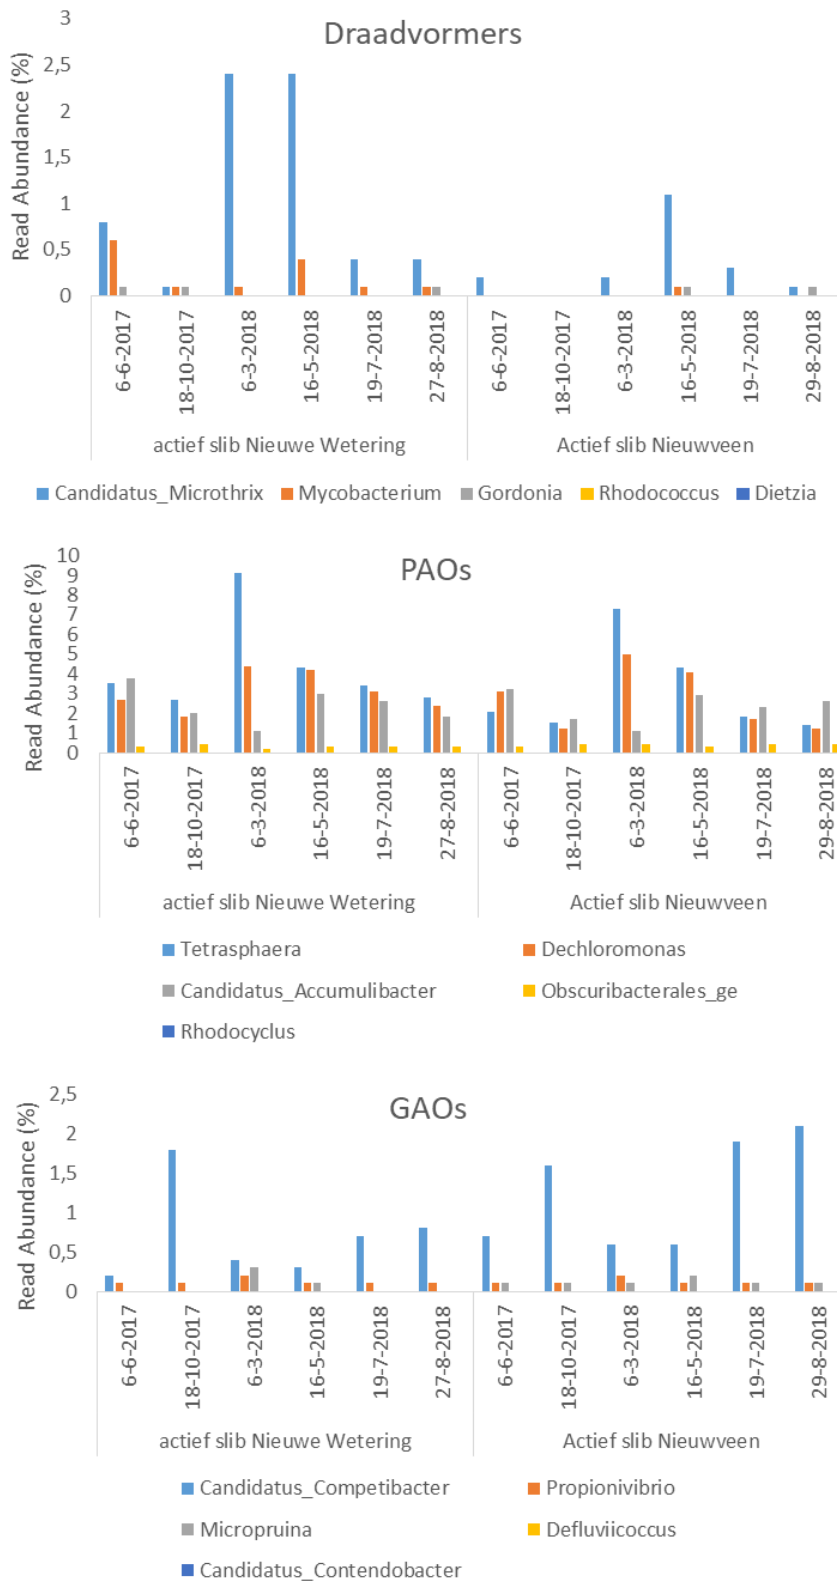 Draadvormers
Read Abundance (%)
3
2,5
2
1,5
1
0,5
0
6-6-2017 18-10-2017 6-3-2018 16-5-2018 19-7-2018 27-8-2018 6-6-2017 18-10-2017 6-3-2018 16-5-2018 19-7-2018 29-8-2018
actief slib Nieuwe Wetering Actief slib Nieuwveen
Candidatus_Microthrix Mycobacterium Gordonia Rhodococcus Dietzia
PAOs
Read Abundance (%)
10
9
8
7
6
5
4
3
2
1
0
6-6-2017 18-10-2017 6-3-2018 16-5-2018 19-7-2018 27-8-2018 6-6-2017 18-10-2017 6-3-2018 16-5-2018 19-7-2018 29-8-2018
actief slib Nieuwe Wetering Actief slib Nieuwveen
Tetrasphaera Dechloromonas
Candidatus_Accumulibacter Obscuribacterales_ge
Rhodocyclus
GAOs
Read Abundance (%)
2,5
2
1,5
1
0,5
0
6-6-2017 18-10-2017 6-3-2018 16-5-2018 19-7-2018 27-8-2018 6-6-2017 18-10-2017 6-3-2018 16-5-2018 19-7-2018 29-8-2018
actief slib Nieuwe Wetering Actief slib Nieuwveen
Candidatus_Competibacter Propionivibrio
Micropruina Defluviicoccus
Candidatus_Contendobacter